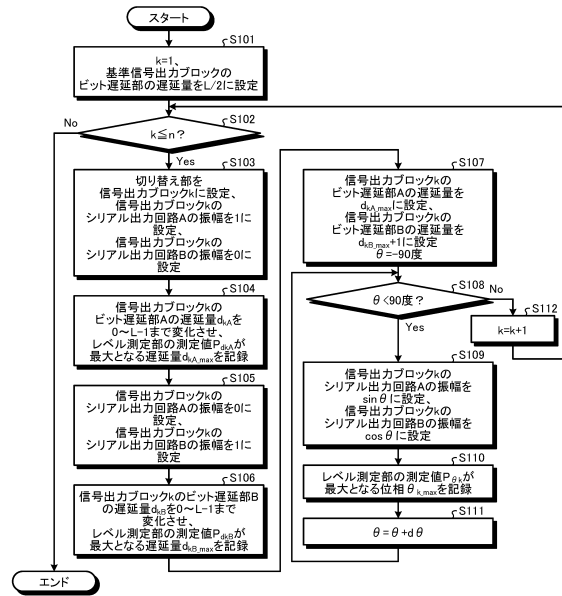 スタート
S101
k=1、
基準信号出力ブロックの
ビット遅延部の遅延量をL/2に設定
S102
k≦n?
No
Yes
S103
切り替え部を
信号出力ブロックkに設定、
信号出力ブロックkの
シリアル出力回路Aの振幅を1に
設定、
信号出力ブロックkの
シリアル出力回路Bの振幅を0に
設定
S104
信号出力ブロックkの
ビット遅延部Aの遅延量dkAを
0~L-1まで変化させ、
レベル測定部の測定値PdkAが
最大となる遅延量dkA_maxを記録
S105
信号出力ブロックkの
シリアル出力回路Aの振幅を0に
設定、
信号出力ブロックkの
シリアル出力回路Bの振幅を1に
設定
S106
信号出力ブロックkのビット遅延部B
の遅延量dkBを0~L-1まで
変化させ、
レベル測定部の測定値PdkBが
最大となる遅延量dkB_maxを記録
エンド
S107
信号出力ブロックkの
ビット遅延部Aの遅延量を
dkA_maxに設定、
信号出力ブロックkの
ビット遅延部Bの遅延量を
dkB_max+1に設定
θ=-90度
S108
θ<90度?
No
Yes
S112
k=k+1
S109
信号出力ブロックkの
シリアル出力回路Aの振幅を
sinθに設定、
信号出力ブロックkの
シリアル出力回路Bの振幅を
cosθに設定
S110
レベル測定部の測定値Pθkが
最大となる位相θk_maxを記録
S111
θ=θ+dθ